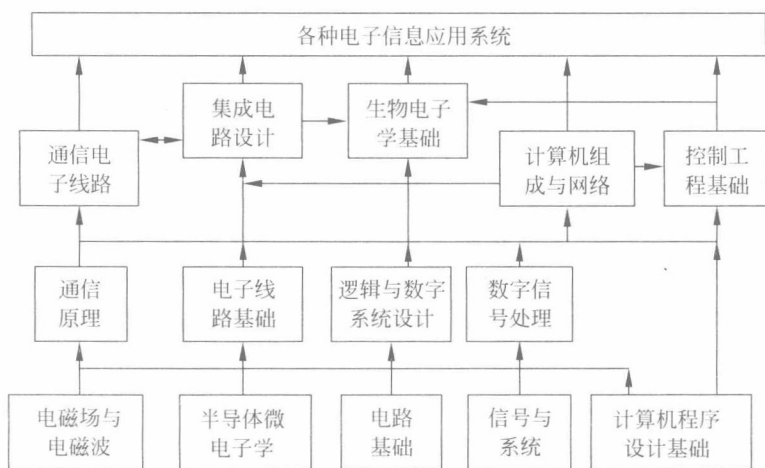 各种电子信息应用系统
集成电
路设计
生物电子
学基础
通信电
子线路
计算机组
成与网络
控制工
程基础
通信
原理
电子线
路基础
逻辑与数字
系统设计
数字信
号处理
电磁场与
电磁波
半导体微
电子学
电路
基础
信号与
系统
计算机程序
设计基础